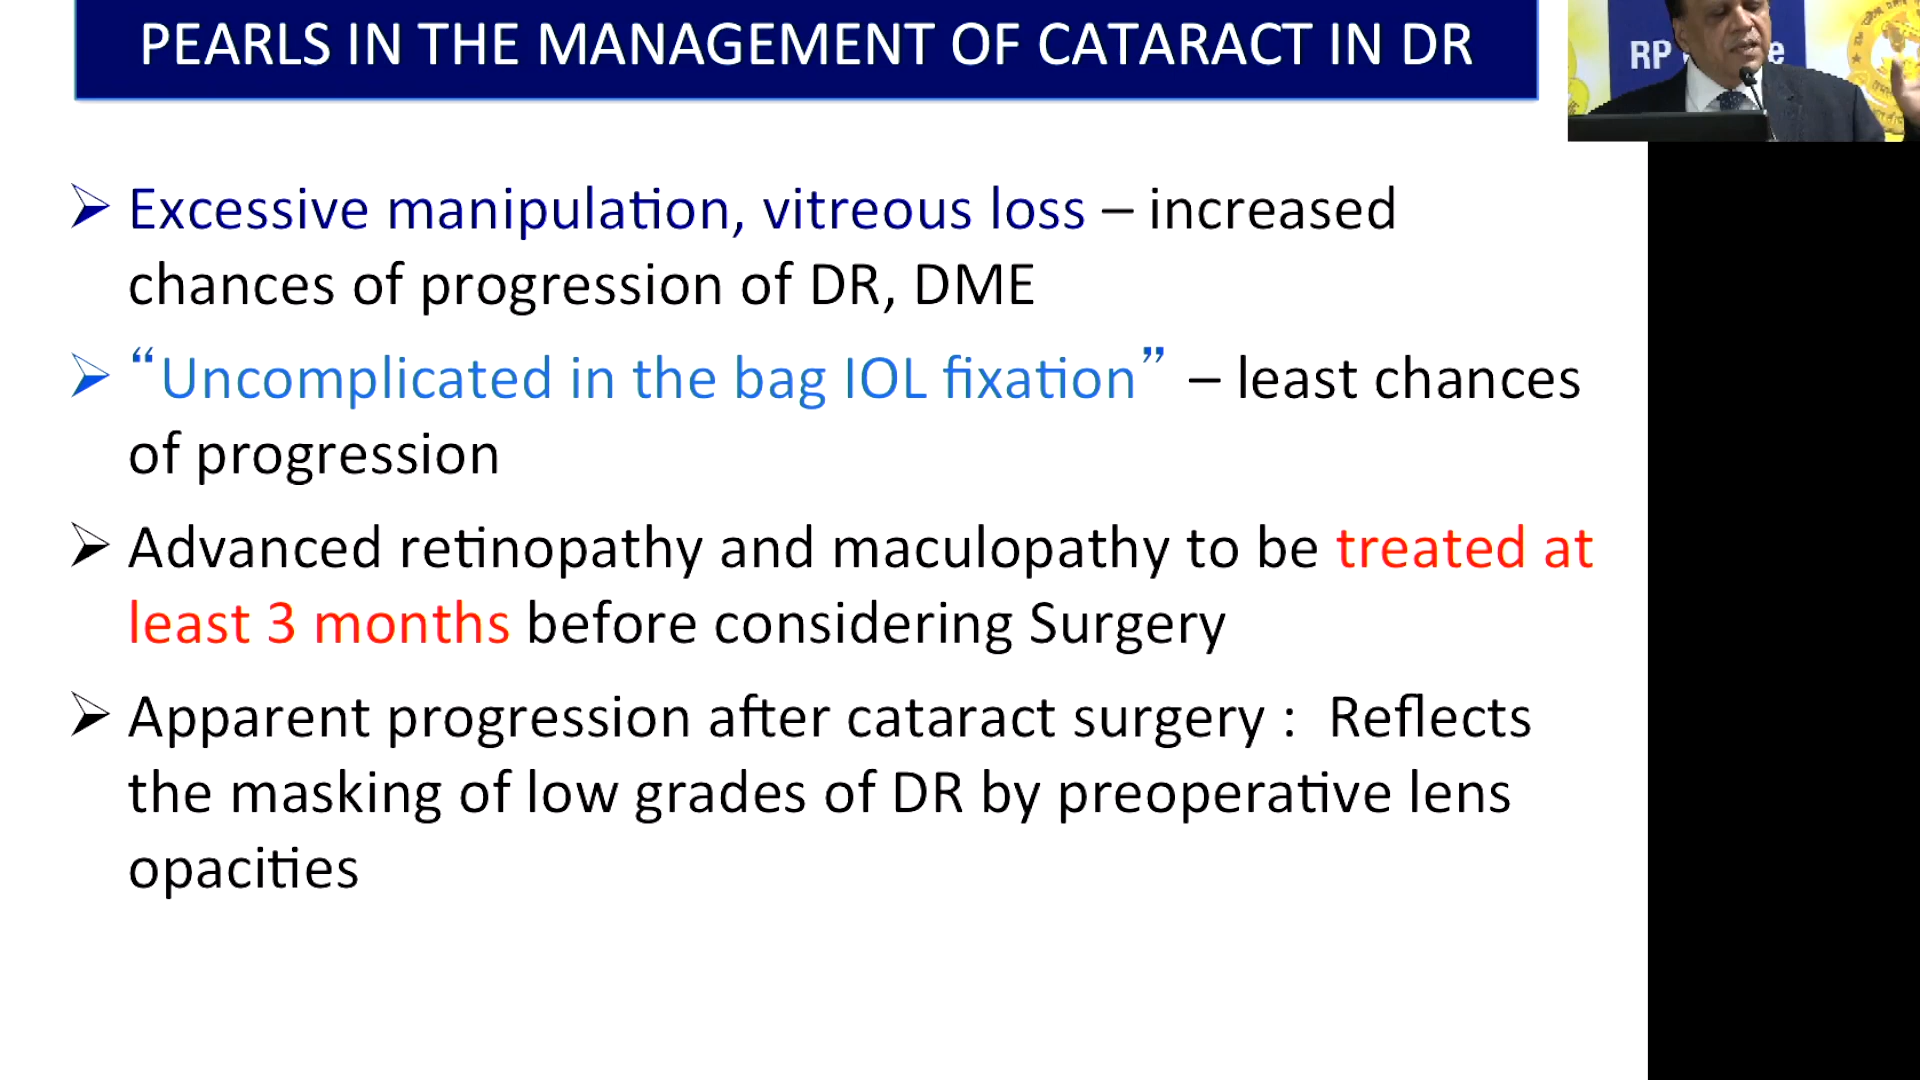 PEARLS IN THE MANAGEMENT OF CATARACT IN DR
RP
➢ Excessive manipulation, vitreous loss – increased
chances of progression of DR, DME
➢ “Uncomplicated in the bag IOL fixation” – least chances
of progression
➢ Advanced retinopathy and maculopathy to be treated at
least 3 months before considering Surgery
➢ Apparent progression after cataract surgery : Reflects
the masking of low grades of DR by preoperative lens
opacities